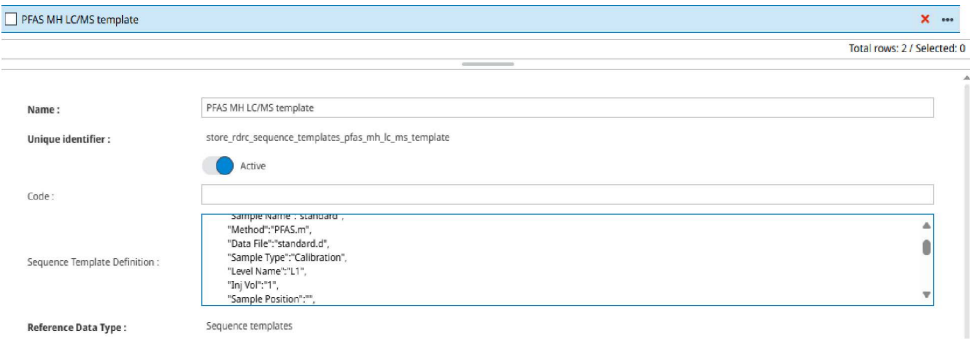 PFAS MH LC/MS template
Total rows: 2 / Selected: 0
Name : PFAS MH LC/MS template
Unique identifier : store_rdrc_sequence_templates_pfas_mh_lc_ms_template
Active
Code :
Sequence Template Definition :
"Sample Name":"standard",
"Method":"PFAS.m",
"Data File":"standard.d",
"Sample Type":"Calibration",
"Level Name":"L1",
"Inj Vol":"1",
"Sample Position":"",
Reference Data Type : Sequence templates